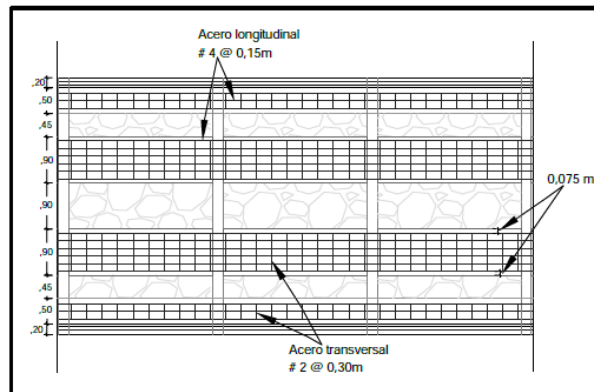 Acero longitudinal
# 4 @ 0,15m
,20
,50
,45
,90
,90
,90
,45
,50
,20
0,075 m
Acero transversal
# 2 @ 0,30m